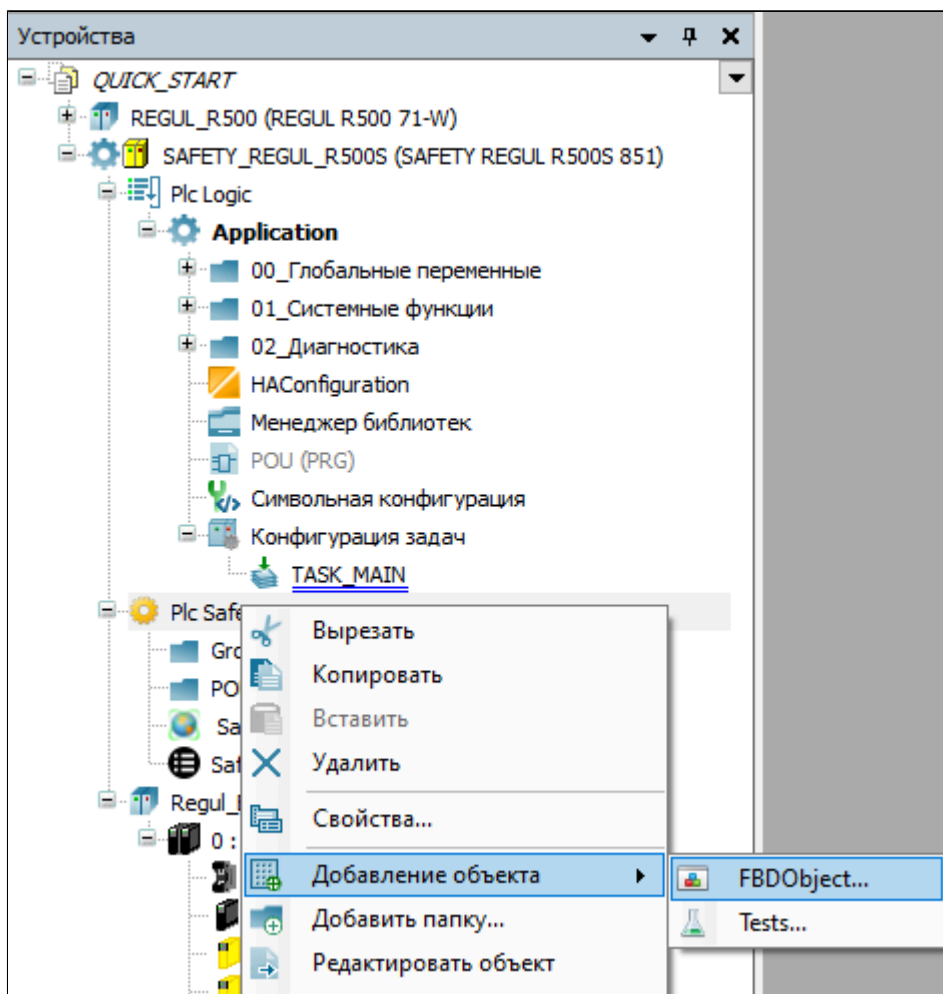 Устройства
QUICK_START
REGUL_R500 (REGUL R500 71-W)
SAFETY_REGUL_R500S (SAFETY REGUL R500S 851)
Plc Logic
Application
00_Глобальные переменные
01_Системные функции
02_Диагностика
HAConfiguration
Менеджер библиотек
POU (PRG)
Символьная конфигурация
Конфигурация задач
TASK_MAIN
Plc Safe
Вырезать
Копировать
Вставить
Удалить
Свойства...
Regul_
0 :
Добавление объекта
FBDObject...
Добавить папку...
Tests...
Редактировать объект